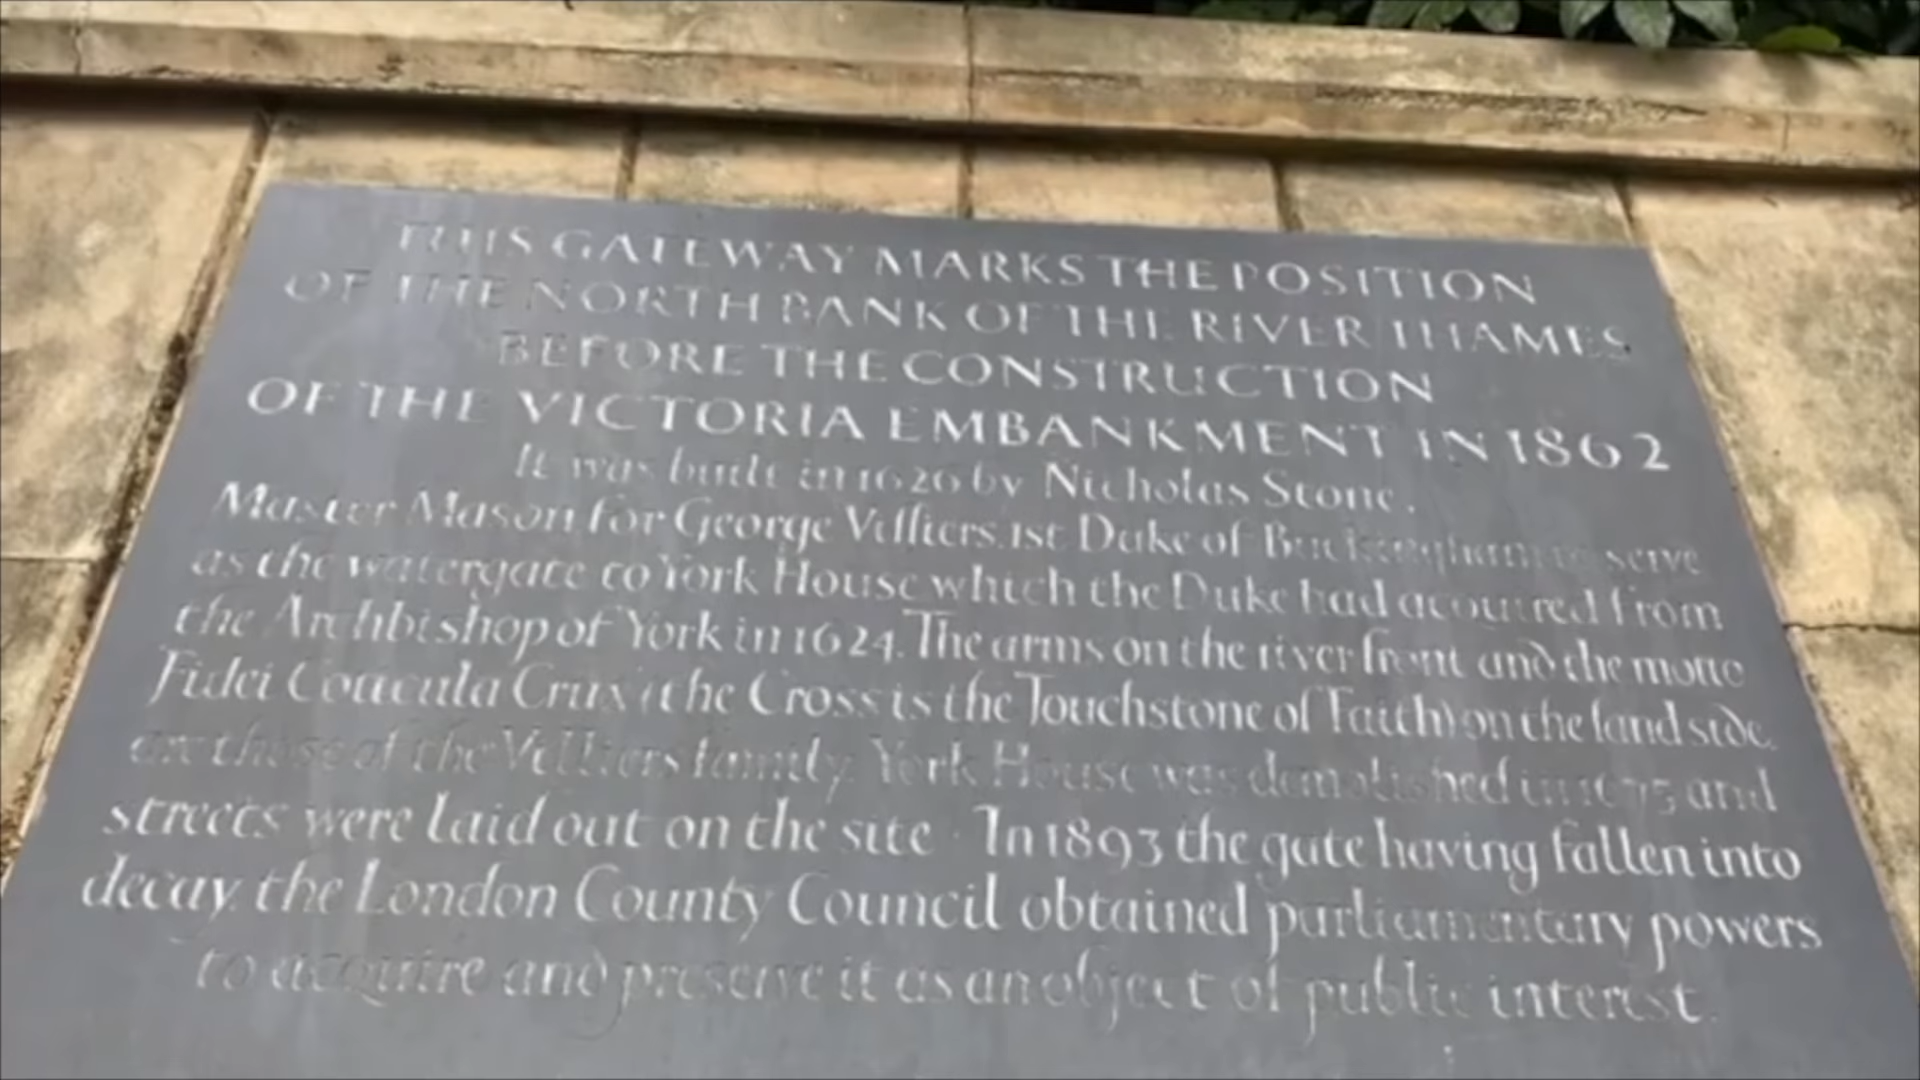 THIS GATEWAY MARKS THE POSITION
OF THE NORTH BANK OF THE RIVER THAMES
BEFORE THE CONSTRUCTION
OF THE VICTORIA EMBANKMENT IN 1862
It was built in 1626 by Nicholas Stone,
Master Mason for George Villiers, 1st Duke of Buckingham to serve
as the watergate to York House which the Duke had acquired from
the Archbishop of York in 1624. The arms on the river front and the motto
Fidei Coticula Crux (the Cross is the Touchstone of Faith) on the land side,
are those of the Villiers family. York House was demolished in 1675 and
streets were laid out on the site · In 1893 the gate having fallen into
decay, the London County Council obtained parliamentary powers
to acquire and preserve it as an object of public interest.